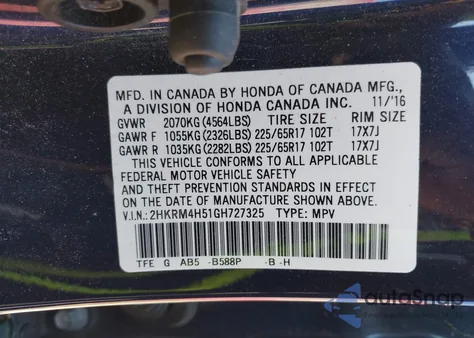 MFD. IN CANADA BY HONDA OF CANADA MFG.,
A DIVISION OF HONDA CANADA INC. 11/'16
GVWR 2070KG (4564LBS) TIRE SIZE RIM SIZE
GAWR F 1055KG (2326LBS) 225/65R17 102T 17X7J
GAWR R 1035KG (2282LBS) 225/65R17 102T 17X7J
THIS VEHICLE CONFORMS TO ALL APPLICABLE
FEDERAL MOTOR VEHICLE SAFETY
AND THEFT PREVENTION STANDARDS IN EFFECT
ON THE DATE OF MANUFACTURE SHOWN ABOVE.
V.I.N.: 2HKRM4H51GH727325 TYPE: MPV
TFE G AB5 -B588P -B -H
autoSnap